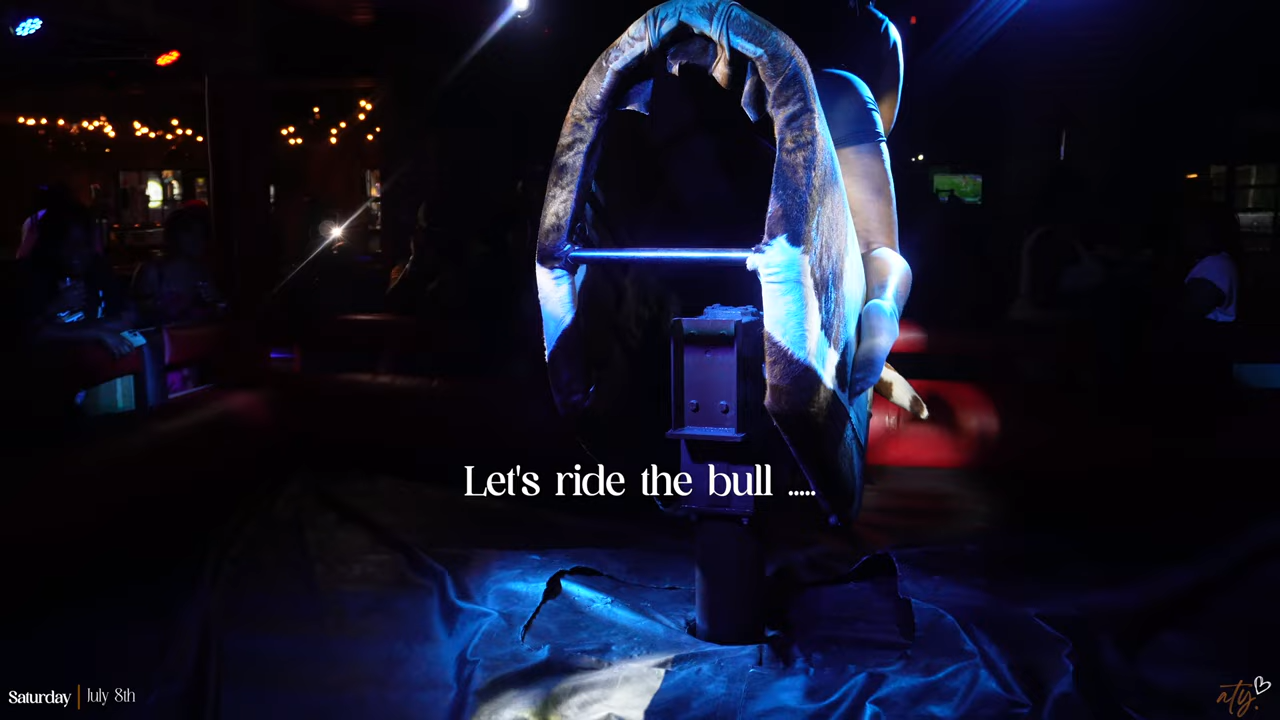 Let's ride the bull .....
Saturday | July 8th
aty.